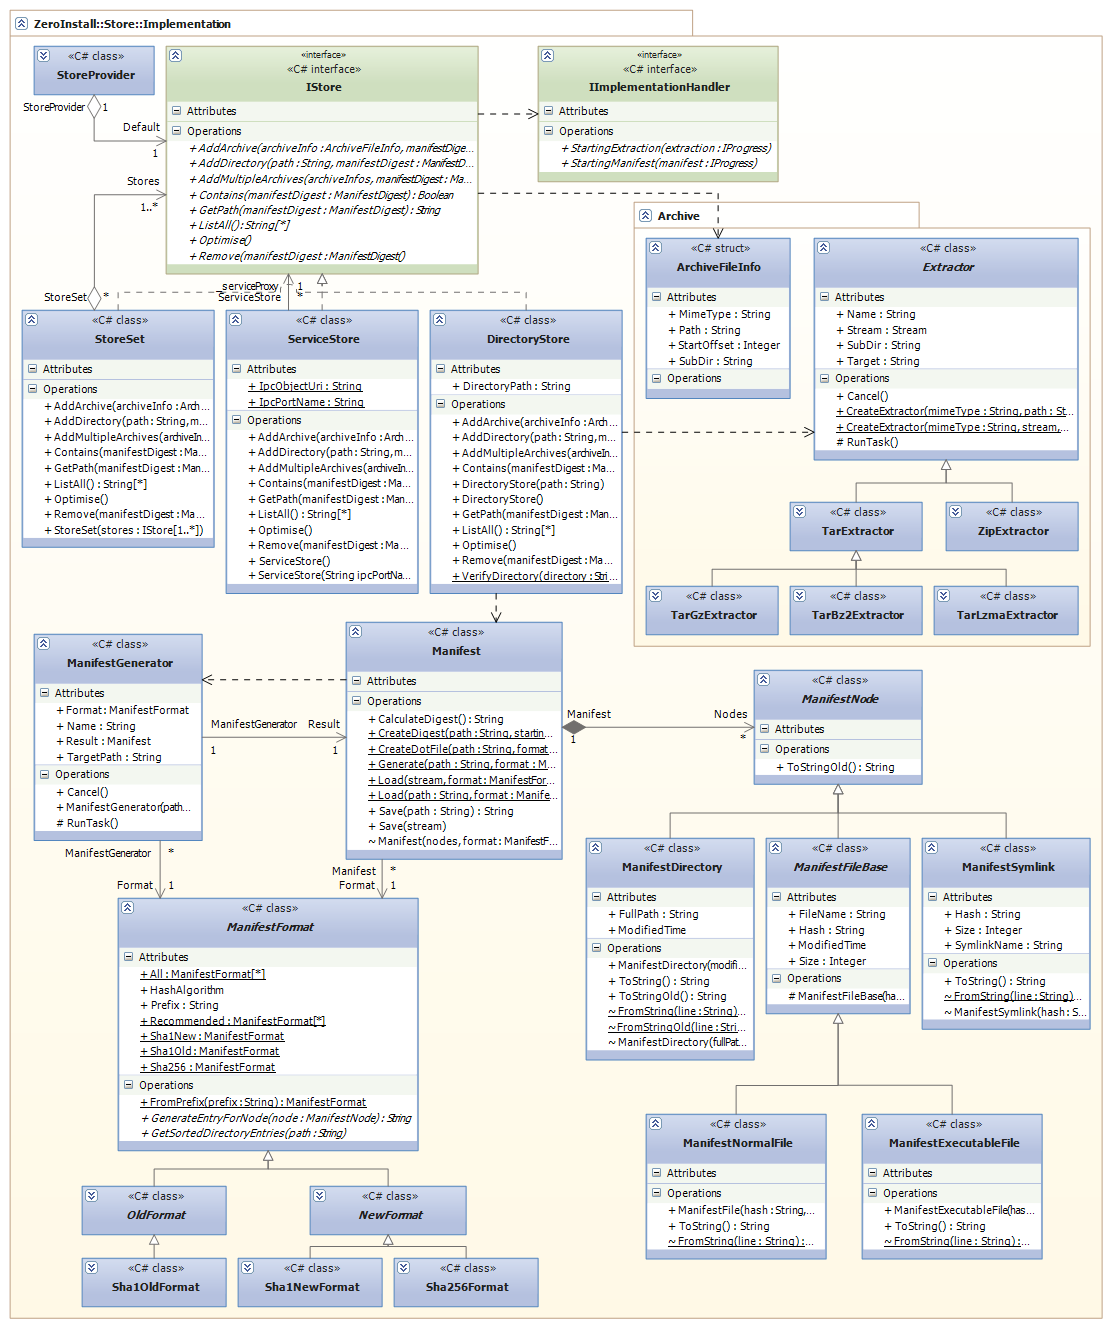 ZeroInstall::Store::Implementation
«C# class»
StoreProvider
StoreProvider
1
Default
1
Stores
1..*
StoreSet
*
«interface»
«C# interface»
IStore
Attributes
Operations
+ AddArchive(archiveInfo : ArchiveFileInfo, manifestDige...
+ AddDirectory(path : String, manifestDigest : ManifestD...
+ AddMultipleArchives(archiveInfos, manifestDigest : Ma...
+ Contains(manifestDigest : ManifestDigest) : Boolean
+ GetPath(manifestDigest : ManifestDigest) : String
+ ListAll() : String[*]
+ Optimise()
+ Remove(manifestDigest : ManifestDigest()
«interface»
«C# interface»
IImplementationHandler
Attributes
Operations
+ StartingExtraction(extraction : IProgress)
+ StartingManifest(manifest : IProgress)
_serviceProxy
1
ServiceStore
*
Archive
«C# struct»
ArchiveFileInfo
Attributes
+ MimeType : String
+ Path : String
+ StartOffset : Integer
+ SubDir : String
Operations
«C# class»
Extractor
Attributes
+ Name : String
+ Stream : Stream
+ SubDir : String
+ Target : String
Operations
+ Cancel()
+ CreateExtractor(mimeType : String, path : St...
+ CreateExtractor(mimeType : String, stream,...
# RunTask()
«C# class»
TarExtractor
«C# class»
ZipExtractor
«C# class»
TarGzExtractor
«C# class»
TarBz2Extractor
«C# class»
TarLzmaExtractor
«C# class»
StoreSet
Attributes
Operations
+ AddArchive(archiveInfo : Arch...
+ AddDirectory(path : String, m...
+ AddMultipleArchives(archiveIn...
+ Contains(manifestDigest : Ma...
+ GetPath(manifestDigest : Man...
+ ListAll() : String[*]
+ Optimise()
+ Remove(manifestDigest : Ma...
+ StoreSet(stores : IStore[1..*])
«C# class»
ServiceStore
Attributes
+ IpcObjectUri : String
+ IpcPortName : String
Operations
+ AddArchive(archiveInfo : Arch...
+ AddDirectory(path : String, m...
+ AddMultipleArchives(archiveIn...
+ Contains(manifestDigest : Ma...
+ GetPath(manifestDigest : Man...
+ ListAll() : String[*]
+ Optimise()
+ Remove(manifestDigest : Ma...
+ ServiceStore()
+ ServiceStore(String ipcPortNa...
«C# class»
DirectoryStore
Attributes
+ DirectoryPath : String
Operations
+ AddArchive(archiveInfo : Arch...
+ AddDirectory(path : String, m...
+ AddMultipleArchives(archiveIn...
+ Contains(manifestDigest : Ma...
+ DirectoryStore(path : String)
+ DirectoryStore()
+ GetPath(manifestDigest : Ma...
+ ListAll() : String[*]
+ Optimise()
+ Remove(manifestDigest : Ma...
+ VerifyDirectory(directory : Stri...
«C# class»
ManifestGenerator
Attributes
+ Format : ManifestFormat
+ Name : String
+ Result : Manifest
+ TargetPath : String
Operations
+ Cancel()
+ ManifestGenerator(path...
# RunTask()
ManifestGenerator
1
Result
1
«C# class»
Manifest
Attributes
Operations
+ CalculateDigest() : String
+ CreateDigest(path : String, startin...
+ CreateDotFile(path : String, format...
+ Generate(path : String, format : M...
+ Load(stream, format : ManifestFor...
+ Load(path : String, format : Manife...
+ Save(path : String) : String
+ Save(stream)
~ Manifest(nodes, format : ManifestF...
Manifest
1
Nodes
*
«C# class»
ManifestNode
Attributes
Operations
+ ToStringOld() : String
ManifestGenerator
*
Format
1
Manifest
*
Format
1
«C# class»
ManifestDirectory
Attributes
+ FullPath : String
+ ModifiedTime
Operations
+ ManifestDirectory(modifi...
+ ToString() : String
+ ToStringOld() : String
~ FromString(line : String)...
~ FromStringOld(line : Stri...
~ ManifestDirectory(fullPat...
«C# class»
ManifestFileBase
Attributes
+ FileName : String
+ Hash : String
+ ModifiedTime
+ Size : Integer
Operations
# ManifestFileBase(ha...
«C# class»
ManifestSymlink
Attributes
+ Hash : String
+ Size : Integer
+ SymlinkName : String
Operations
+ ToString() : String
~ FromString(line : String)...
~ ManifestSymlink(hash : S...
«C# class»
ManifestFormat
Attributes
+ All : ManifestFormat[*]
+ HashAlgorithm
+ Prefix : String
+ Recommended : ManifestFormat[*]
+ Sha1New : ManifestFormat
+ Sha1Old : ManifestFormat
+ Sha256 : ManifestFormat
Operations
+ FromPrefix(prefix : String) : ManifestFormat
+ GenerateEntryForNode(node : ManifestNode) : String
+ GetSortedDirectoryEntries(path : String)
«C# class»
ManifestNormalFile
Attributes
Operations
+ ManifestFile(hash : String,...
+ ToString() : String
~ FromString(line : String) :...
«C# class»
ManifestExecutableFile
Attributes
Operations
+ ManifestExecutableFile(has...
+ ToString() : String
~ FromString(line : String) :...
«C# class»
OldFormat
«C# class»
NewFormat
«C# class»
Sha1OldFormat
«C# class»
Sha1NewFormat
«C# class»
Sha256Format